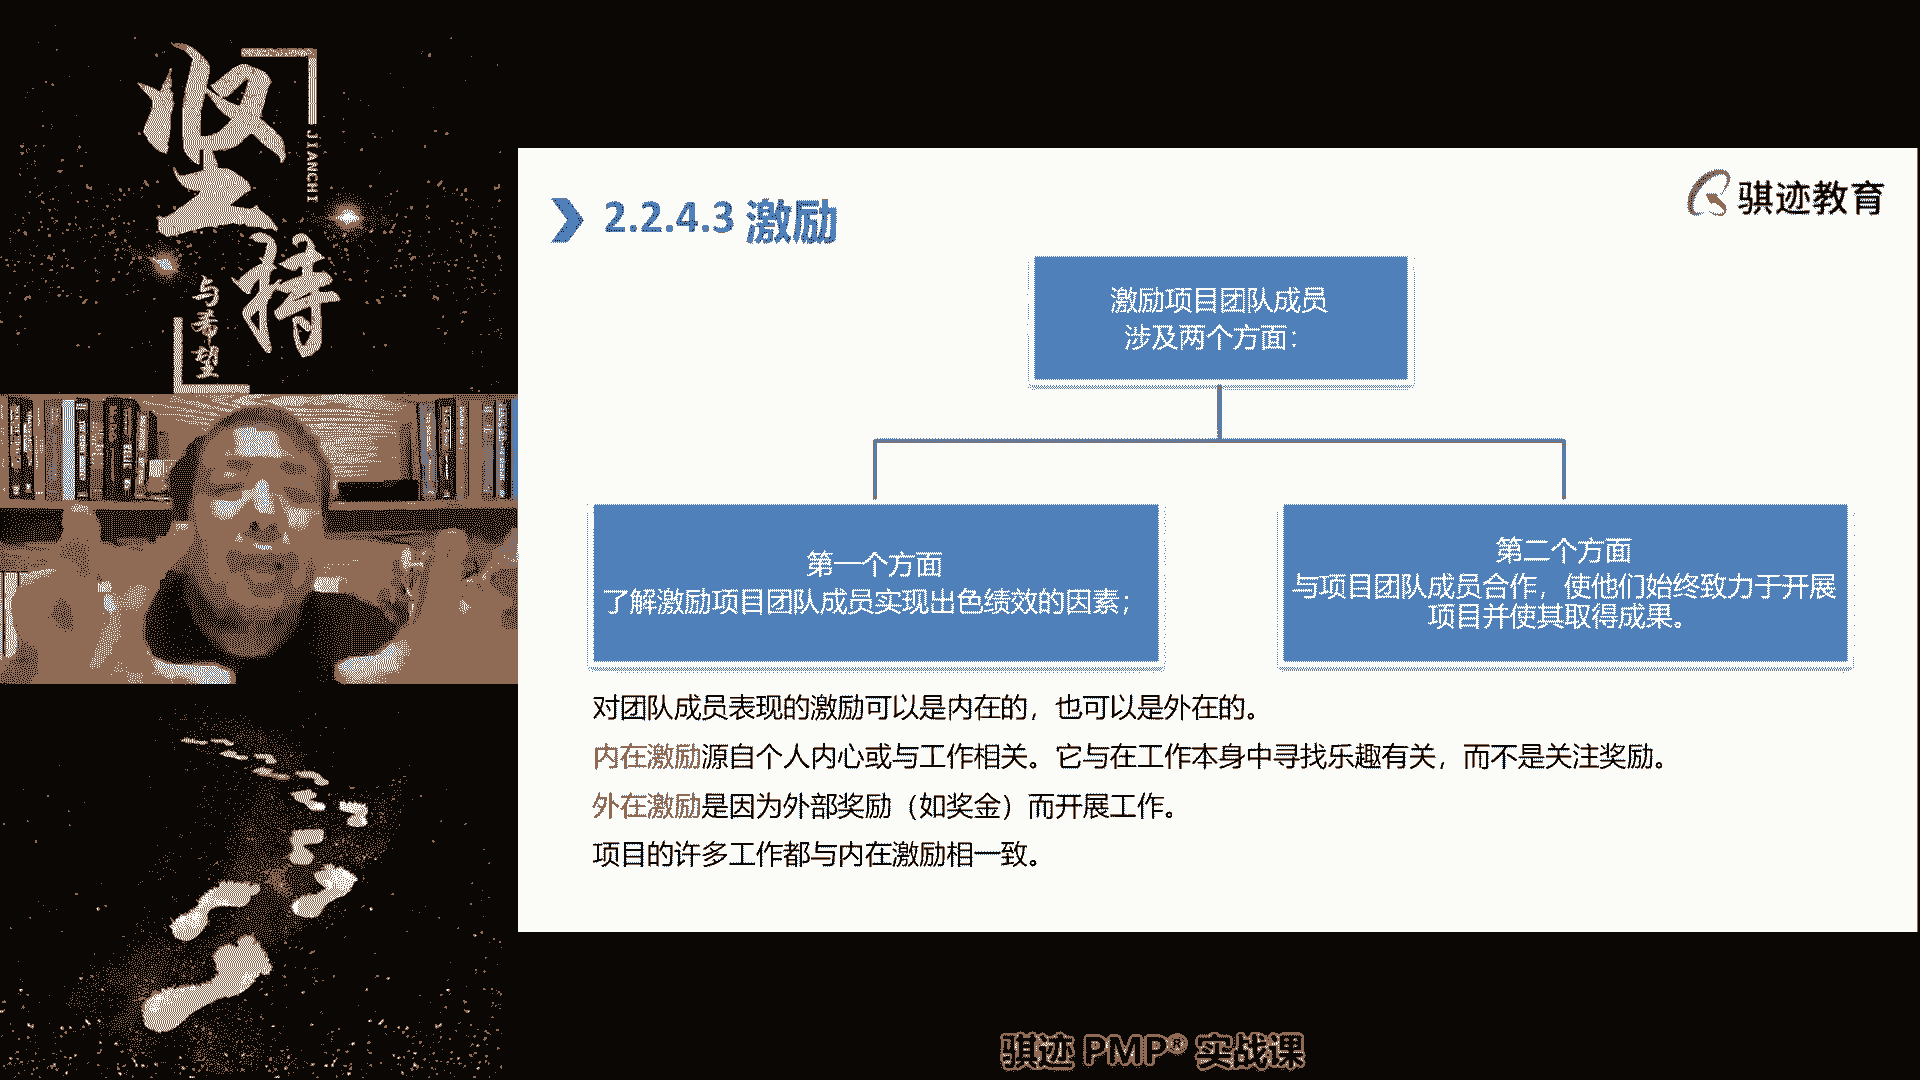 坚持
JIANCHI
与希望
2.2.4.3 激励
骐迹教育
激励项目团队成员
涉及两个方面：
第一个方面
了解激励项目团队成员实现出色绩效的因素；
第二个方面
与项目团队成员合作，使他们始终致力于开展
项目并使其取得成果。
对团队成员表现的激励可以是内在的，也可以是外在的。
内在激励源自个人内心或与工作相关。它与在工作本身中寻找乐趣有关，而不是关注奖励。
外在激励是因为外部奖励（如奖金）而开展工作。
项目的许多工作都与内在激励相一致。
骐迹 PMP® 实战课